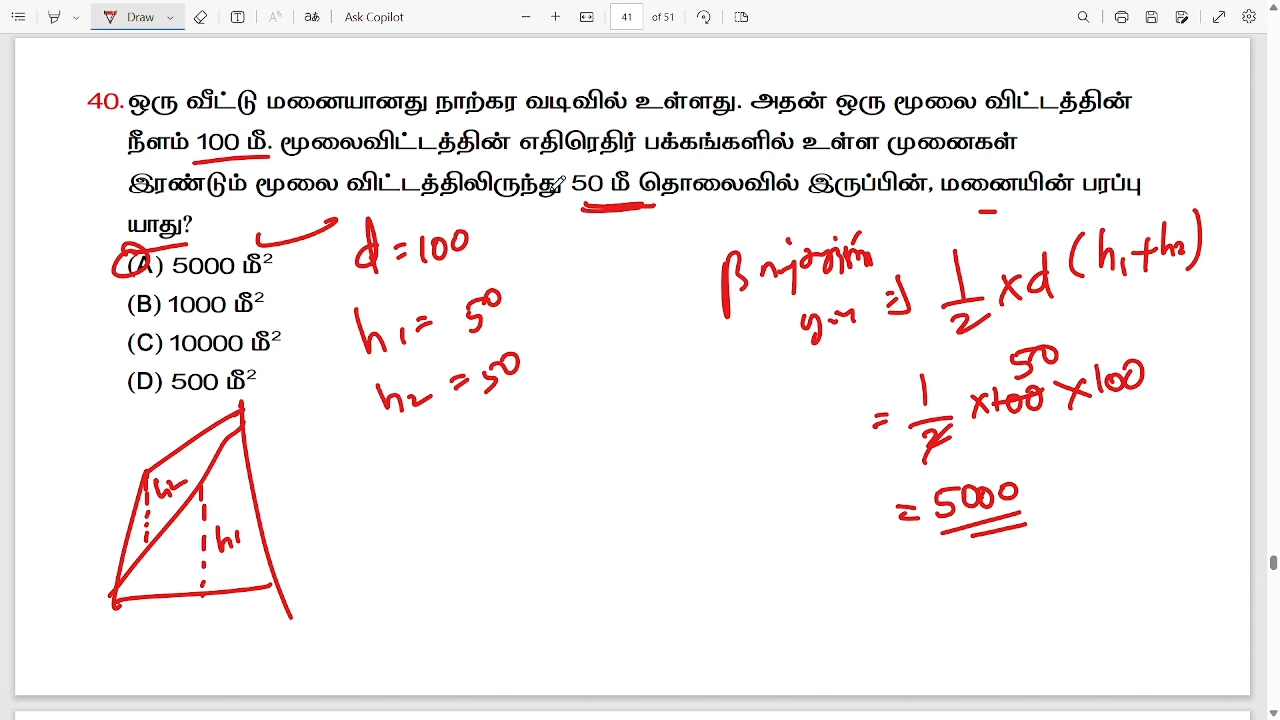 Draw
Ask Copilot
41 of 51
40. ஒரு வீட்டு மனையானது நாற்கர வடிவில் உள்ளது. அதன் ஒரு மூலை விட்டத்தின்
நீளம் 100 மீ. மூலைவிட்டத்தின் எதிரெதிர் பக்கங்களில் உள்ள முனைகள்
இரண்டும் மூலை விட்டத்திலிருந்து 50 மீ தொலைவில் இருப்பின், மனையின் பரப்பு
யாது?
(A) 5000 மீ²
(B) 1000 மீ²
(C) 10000 மீ²
(D) 500 மீ²
d = 100
h1 = 50
h2 = 50
=> 1/2 x d (h1+h2)
50
= 1/2 x 100 x 100
= 5000
h2
h1